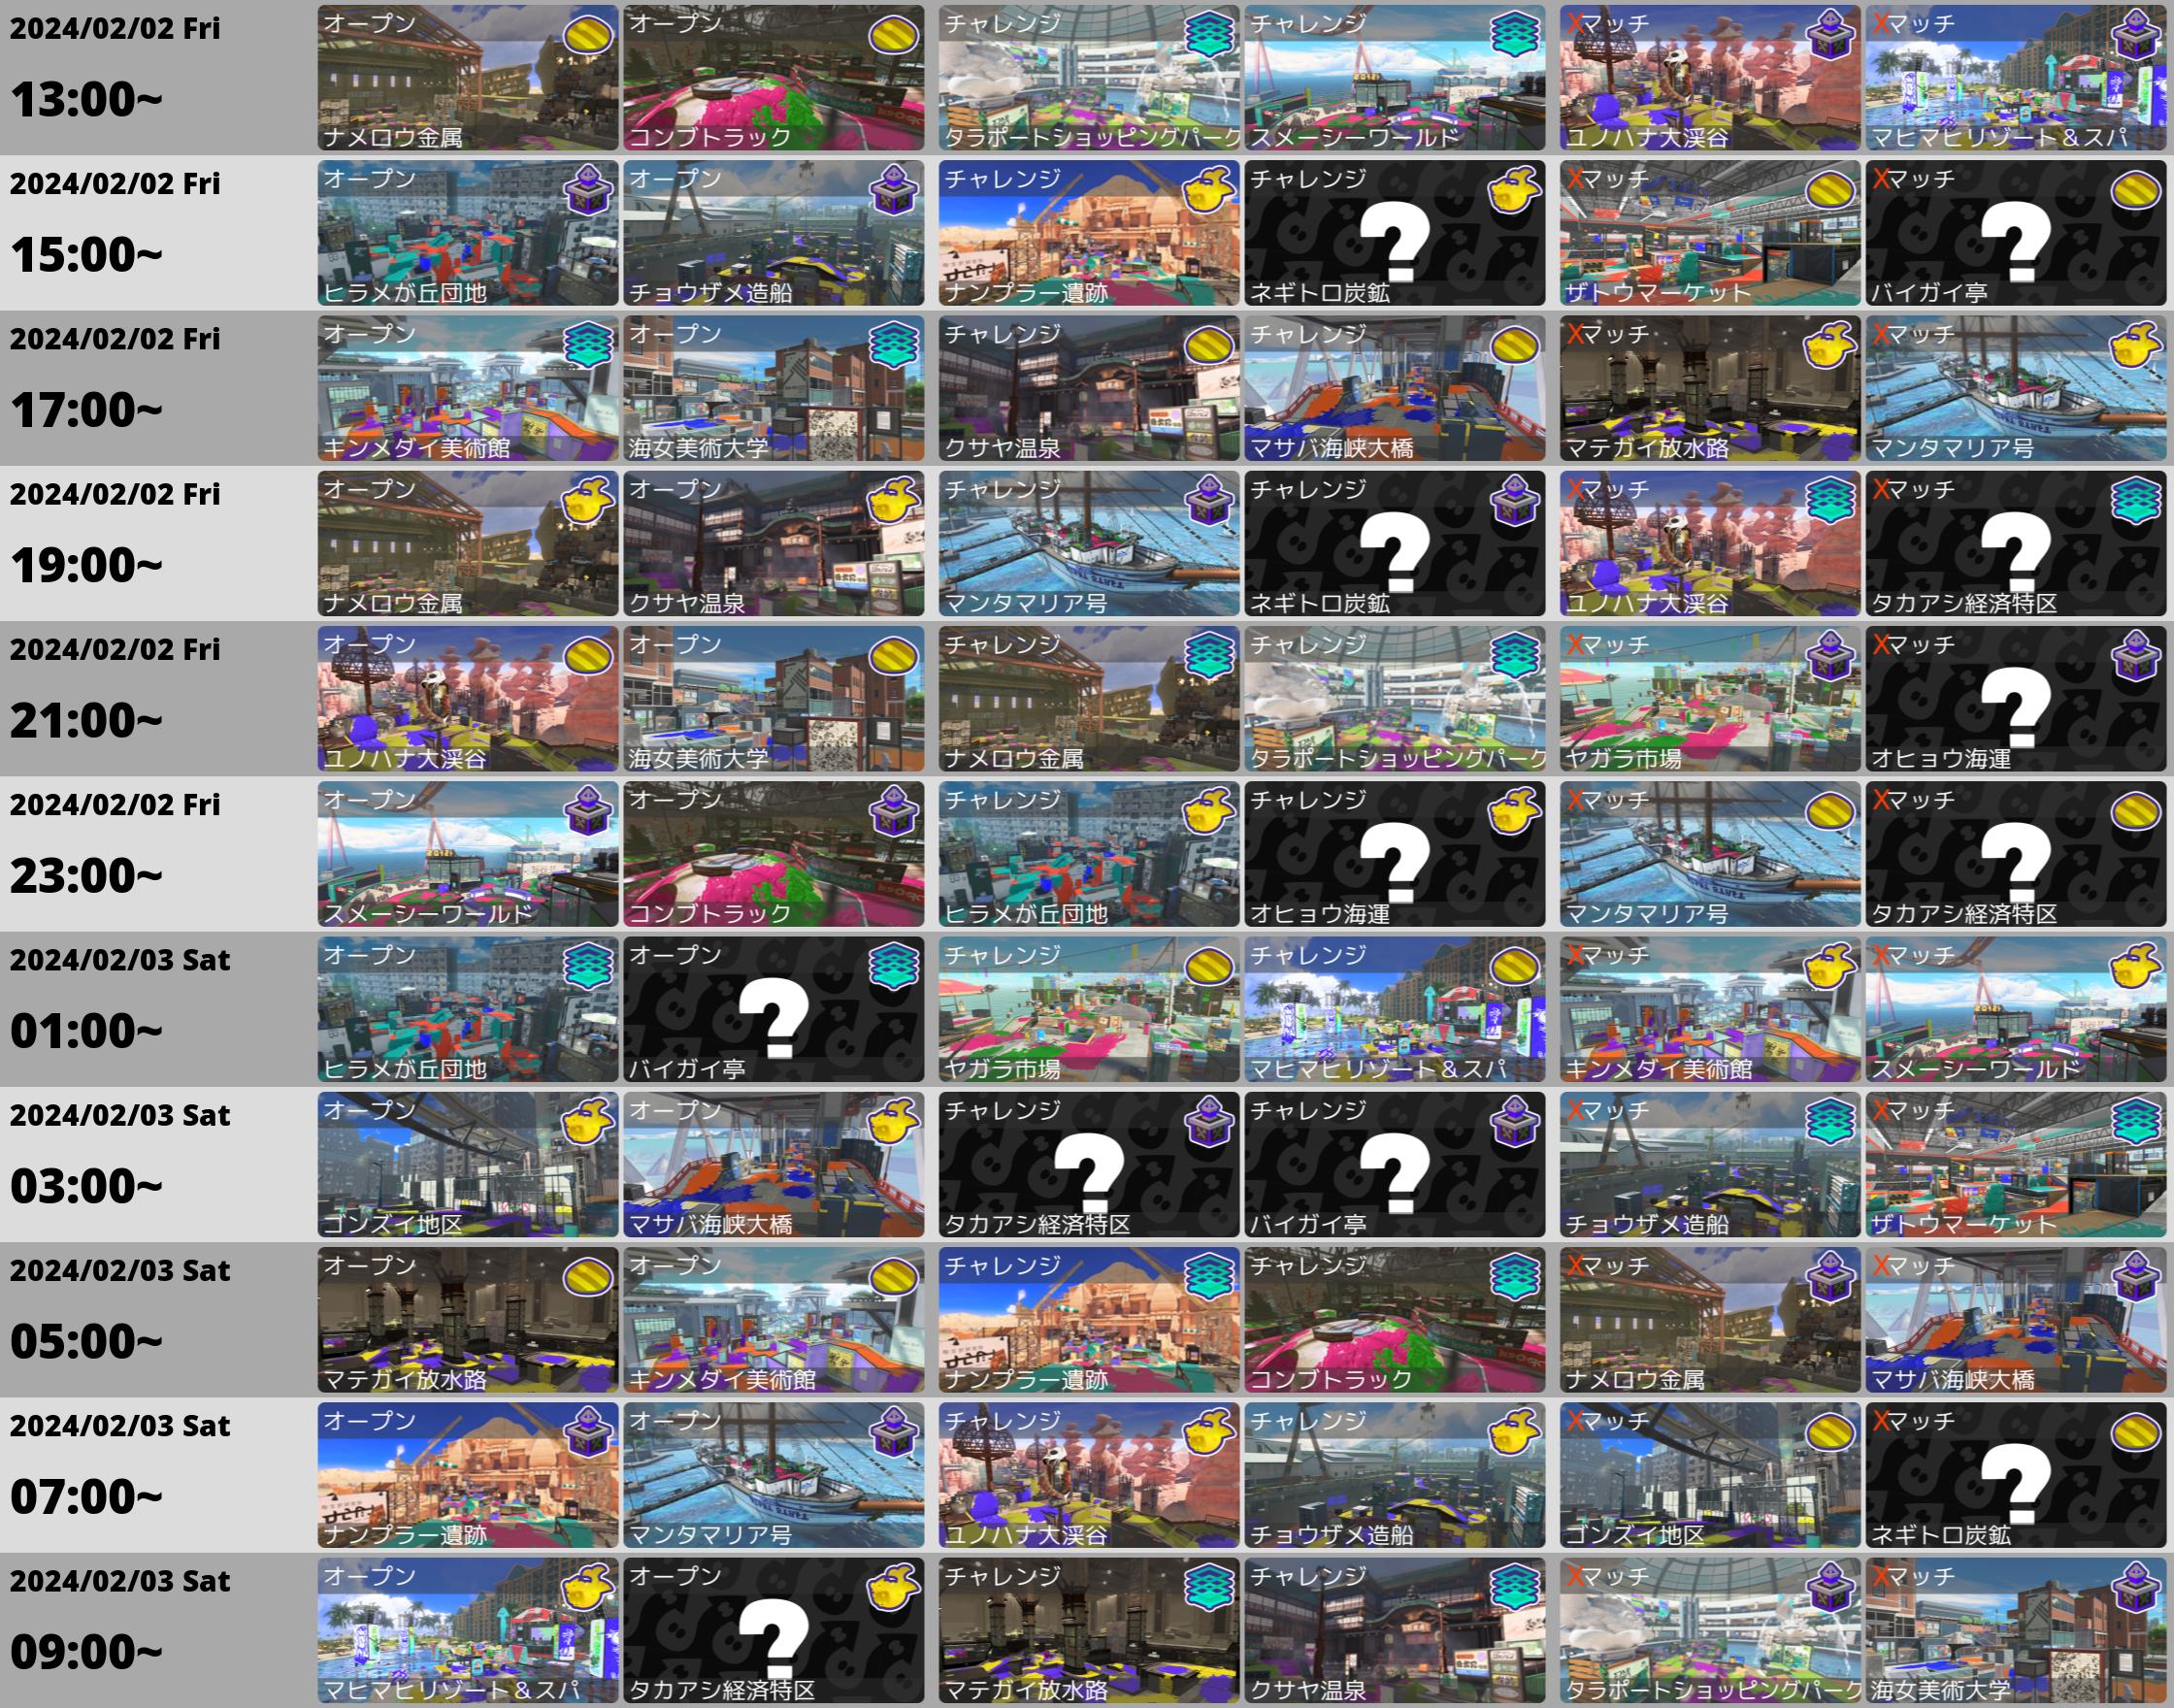 2024/02/02 Fri
13:00~
オープン
ナメロウ金属
オープン
コンブトラック
チャレンジ
タラポートショッピングパーク
チャレンジ
スメーシーワールド
Xマッチ
ユノハナ大渓谷
Xマッチ
マヒマヒリゾート＆スパ
2024/02/02 Fri
15:00~
オープン
ヒラメが丘団地
オープン
チョウザメ造船
チャレンジ
ナンプラー遺跡
チャレンジ
ネギトロ炭鉱
Xマッチ
ザトウマーケット
Xマッチ
バイガイ亭
2024/02/02 Fri
17:00~
オープン
キンメダイ美術館
オープン
海女美術大学
チャレンジ
クサヤ温泉
チャレンジ
マサバ海峡大橋
Xマッチ
マテガイ放水路
Xマッチ
マンタマリア号
2024/02/02 Fri
19:00~
オープン
ナメロウ金属
オープン
クサヤ温泉
チャレンジ
マンタマリア号
チャレンジ
ネギトロ炭鉱
Xマッチ
ユノハナ大渓谷
Xマッチ
タカアシ経済特区
2024/02/02 Fri
21:00~
オープン
ユノハナ大渓谷
オープン
海女美術大学
チャレンジ
ナメロウ金属
チャレンジ
タラポートショッピングパーク
Xマッチ
ヤガラ市場
Xマッチ
オヒョウ海運
2024/02/02 Fri
23:00~
オープン
スメーシーワールド
オープン
コンブトラック
チャレンジ
ヒラメが丘団地
チャレンジ
オヒョウ海運
Xマッチ
マンタマリア号
Xマッチ
タカアシ経済特区
2024/02/03 Sat
01:00~
オープン
ヒラメが丘団地
オープン
バイガイ亭
チャレンジ
ヤガラ市場
チャレンジ
マヒマヒリゾート＆スパ
Xマッチ
キンメダイ美術館
Xマッチ
スメーシーワールド
2024/02/03 Sat
03:00~
オープン
ゴンズイ地区
オープン
マサバ海峡大橋
チャレンジ
タカアシ経済特区
チャレンジ
バイガイ亭
Xマッチ
チョウザメ造船
Xマッチ
ザトウマーケット
2024/02/03 Sat
05:00~
オープン
マテガイ放水路
オープン
キンメダイ美術館
チャレンジ
ナンプラー遺跡
チャレンジ
コンブトラック
Xマッチ
ナメロウ金属
Xマッチ
マサバ海峡大橋
2024/02/03 Sat
07:00~
オープン
ナンプラー遺跡
オープン
マンタマリア号
チャレンジ
ユノハナ大渓谷
チャレンジ
チョウザメ造船
Xマッチ
ゴンズイ地区
Xマッチ
ネギトロ炭鉱
2024/02/03 Sat
09:00~
オープン
マヒマヒリゾート＆スパ
オープン
タカアシ経済特区
チャレンジ
マテガイ放水路
チャレンジ
クサヤ温泉
Xマッチ
タラポートショッピングパーク
Xマッチ
海女美術大学